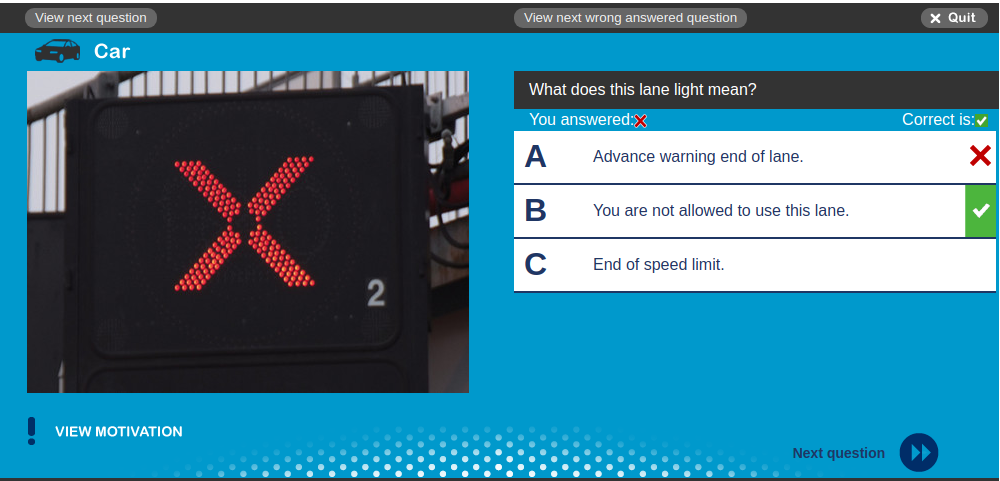 View next question
View next wrong answered question
Quit
Car
What does this lane light mean?
You answered:
Correct is:
A Advance warning end of lane.
B You are not allowed to use this lane.
C End of speed limit.
2
VIEW MOTIVATION
Next question